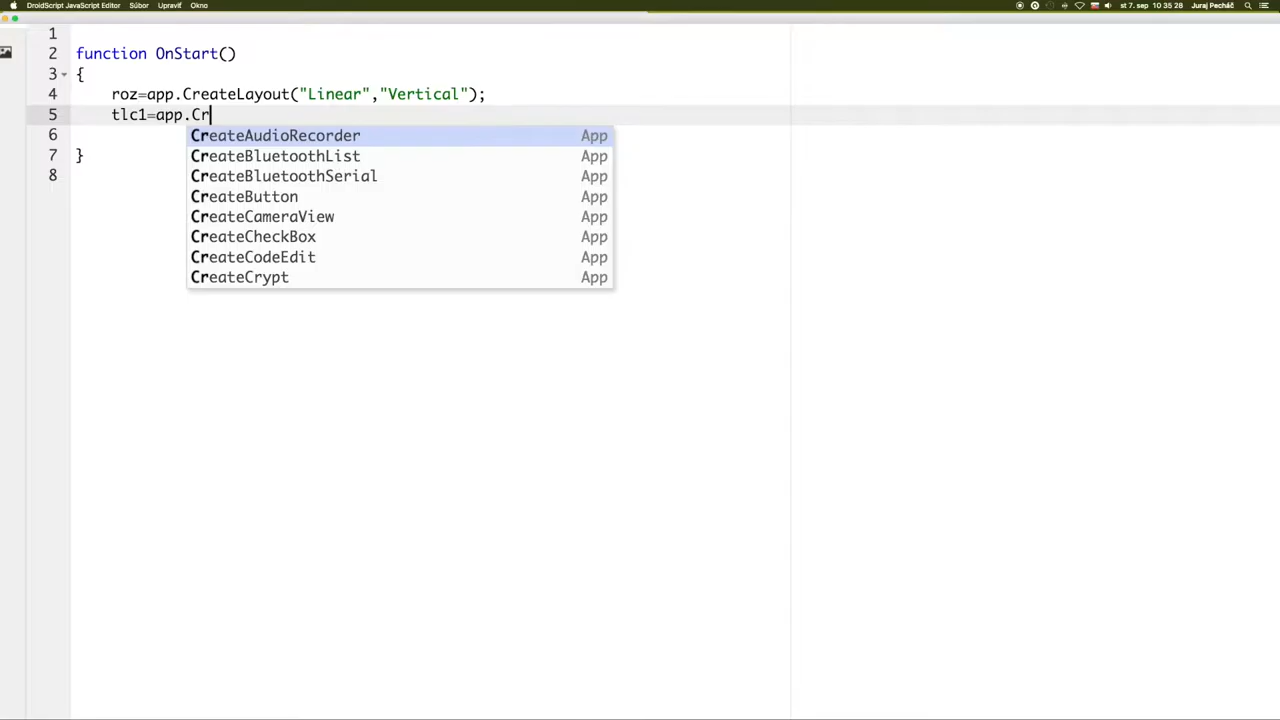 DroidScript JavaScript Editor Súbor Upraviť Okno st 7. sep 10 35 28 Juraj Pecháč
1
2 function OnStart()
3 {
4 roz=app.CreateLayout("Linear","Vertical");
5 tlc1=app.Cr
CreateAudioRecorder App
6 CreateBluetoothList App
7 }
CreateBluetoothSerial App
8
CreateButton App
CreateCameraView App
CreateCheckBox App
CreateCodeEdit App
CreateCrypt App